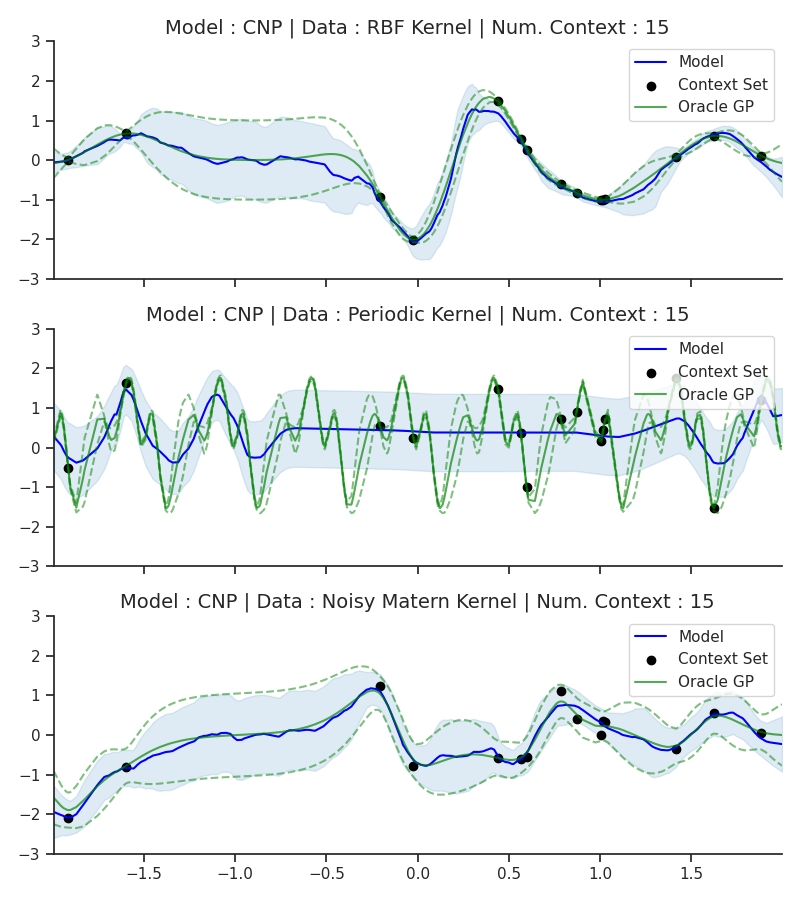 Model : CNP | Data : RBF Kernel | Num. Context : 15
3
2
1
0
−1
−2
−3
Model
Context Set
Oracle GP
Model : CNP | Data : Periodic Kernel | Num. Context : 15
3
2
1
0
−1
−2
−3
Model
Context Set
Oracle GP
Model : CNP | Data : Noisy Matern Kernel | Num. Context : 15
3
2
1
0
−1
−2
−3
Model
Context Set
Oracle GP
−1.5 −1.0 −0.5 0.0 0.5 1.0 1.5